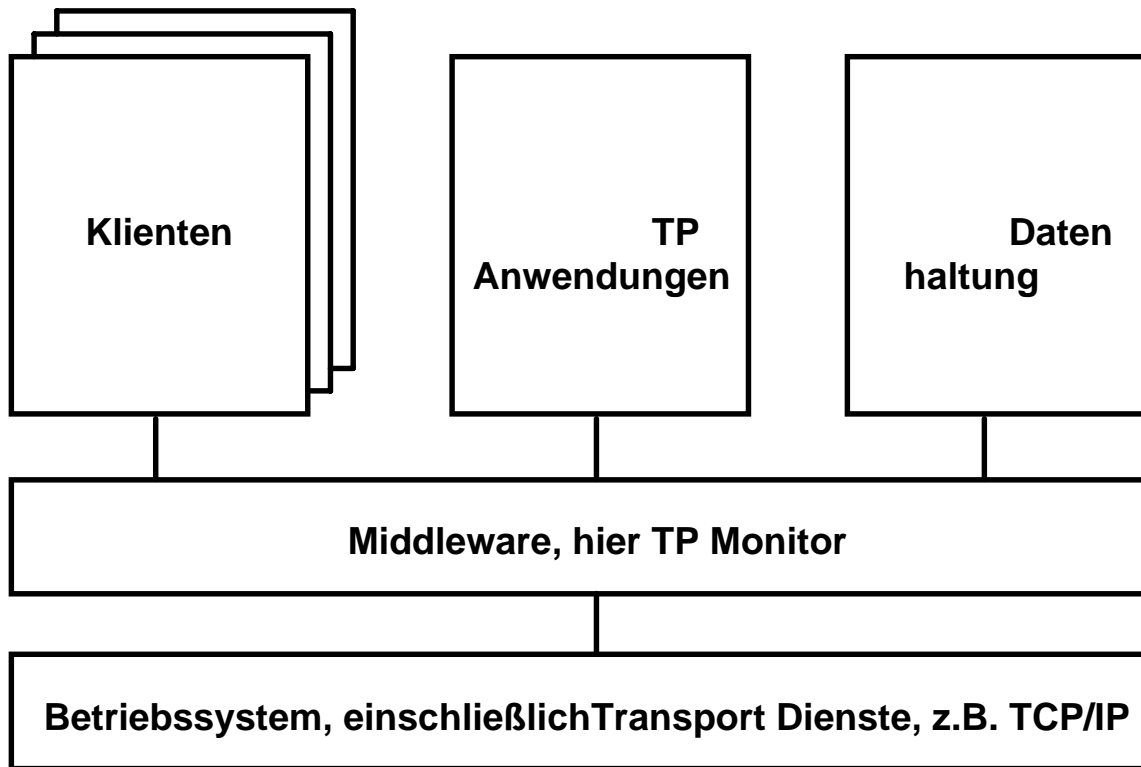 Klienten
TP
Anwendungen
Daten
haltung
Middleware, hier TP Monitor
Betriebssystem, einschließlichTransport Dienste, z.B. TCP/IP